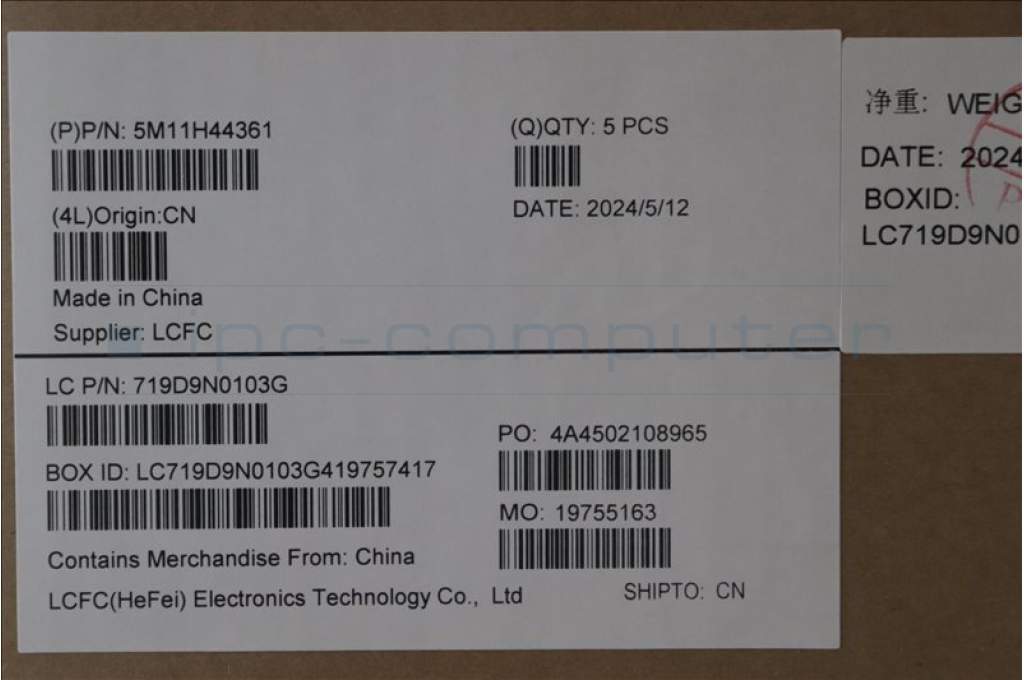 (P)P/N: 5M11H44361
(Q)QTY: 5 PCS
(4L)Origin:CN
DATE: 2024/5/12
Made in China
Supplier: LCFC
ipc-computer
LC P/N: 719D9N0103G
BOX ID: LC719D9N0103G419757417
PO: 4A4502108965
MO: 19755163
Contains Merchandise From: China
LCFC(HeFei) Electronics Technology Co., Ltd
SHIPTO: CN
净重: WEIG
DATE: 2024
BOXID:
LC719D9N0